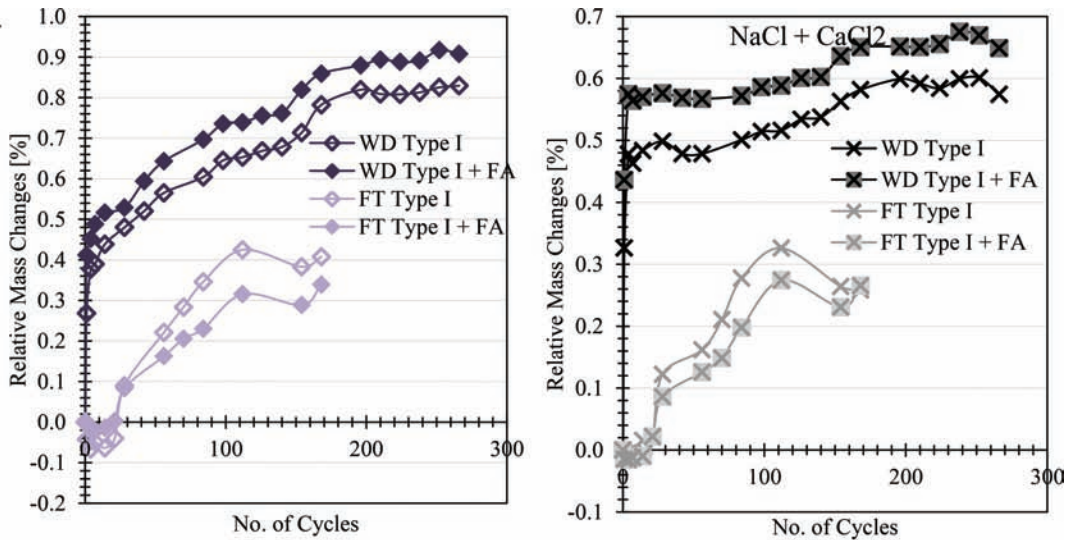 1.0
0.9
0.8
0.7
0.6
0.5
0.4
0.3
0.2
0.1
0.0
-0.1
-0.2
0
100
200
300
Relative Mass Changes [%]
No. of Cycles
WD Type I
WD Type I + FA
FT Type I
FT Type I + FA
NaCl + CaCl2
0.7
0.6
0.5
0.4
0.3
0.2
0.1
0.0
-0.1
0
100
200
300
Relative Mass Changes [%]
No. of Cycles
WD Type I
WD Type I + FA
FT Type I
FT Type I + FA